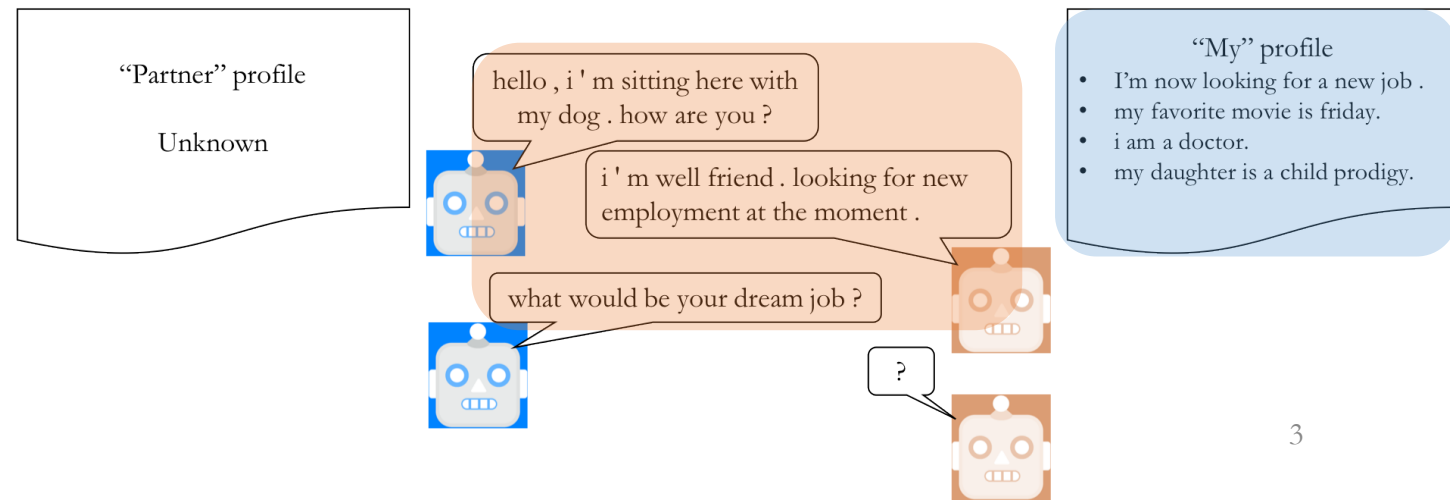 “Partner” profile
Unknown
hello , i ' m sitting here with
my dog . how are you ?
i ' m well friend . looking for new
employment at the moment .
what would be your dream job ?
?
“My” profile
• I’m now looking for a new job .
• my favorite movie is friday.
• i am a doctor.
• my daughter is a child prodigy.
3